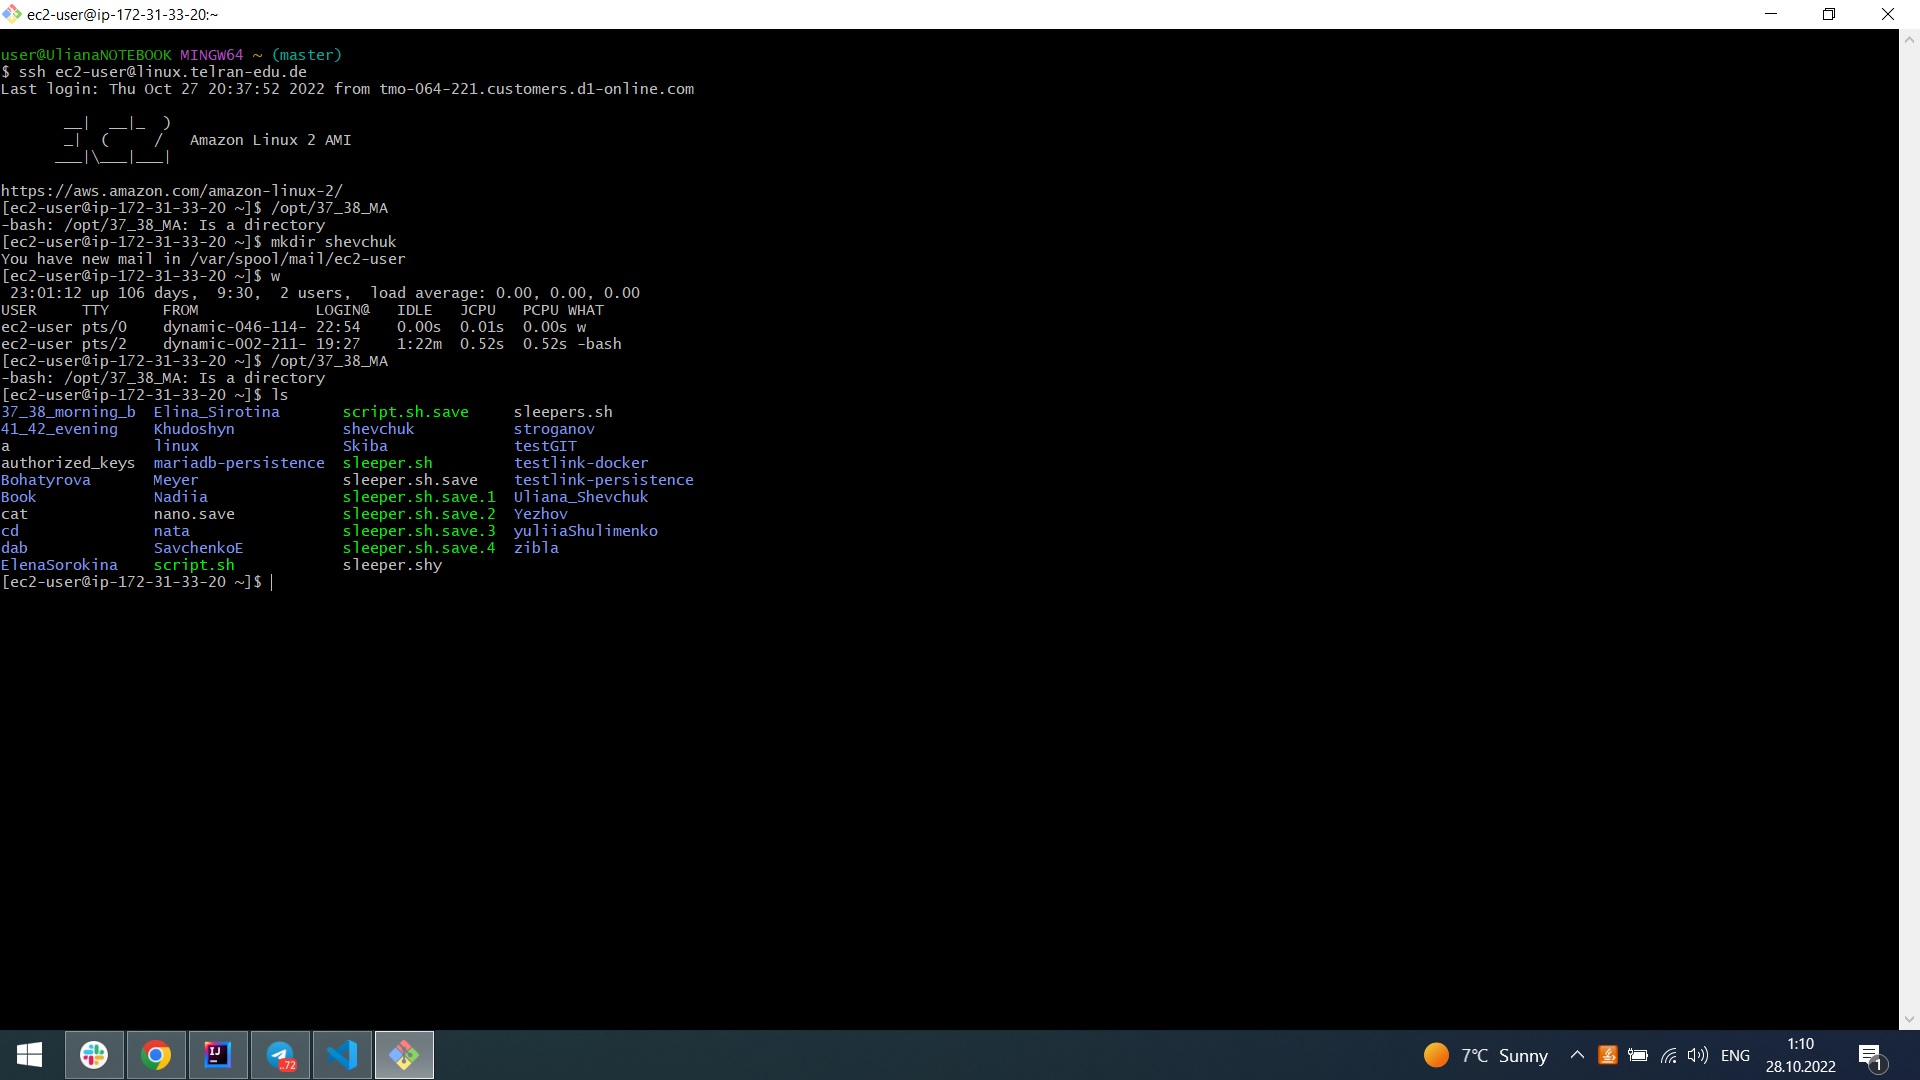 ec2-user@ip-172-31-33-20:~
user@UlianaNOTEBOOK MINGW64 ~ (master)
$ ssh ec2-user@linux.telran-edu.de
Last login: Thu Oct 27 20:37:52 2022 from tmo-064-221.customers.d1-online.com
       __|  __|_  )
       _|  (     /   Amazon Linux 2 AMI
      ___|\___|___|
https://aws.amazon.com/amazon-linux-2/
[ec2-user@ip-172-31-33-20 ~]$ /opt/37_38_MA
-bash: /opt/37_38_MA: Is a directory
[ec2-user@ip-172-31-33-20 ~]$ mkdir shevchuk
You have new mail in /var/spool/mail/ec2-user
[ec2-user@ip-172-31-33-20 ~]$ w
 23:01:12 up 106 days,  9:30,  2 users,  load average: 0.00, 0.00, 0.00
USER     TTY      FROM             LOGIN@   IDLE   JCPU   PCPU WHAT
ec2-user pts/0    dynamic-046-114- 22:54    0.00s  0.01s  0.00s w
ec2-user pts/2    dynamic-002-211- 19:27    1:22m  0.52s  0.52s -bash
[ec2-user@ip-172-31-33-20 ~]$ /opt/37_38_MA
-bash: /opt/37_38_MA: Is a directory
[ec2-user@ip-172-31-33-20 ~]$ ls
37_38_morning_b  Elina_Sirotina       script.sh.save     sleepers.sh
41_42_evening    Khudoshyn            shevchuk           stroganov
a                linux                Skiba              testGIT
authorized_keys  mariadb-persistence  sleeper.sh         testlink-docker
Bohatyrova       Meyer                sleeper.sh.save    testlink-persistence
Book             Nadiia               sleeper.sh.save.1  Uliana_Shevchuk
cat              nano.save            sleeper.sh.save.2  Yezhov
cd               nata                 sleeper.sh.save.3  yuliiaShulimenko
dab              SavchenkoE           sleeper.sh.save.4  zibla
ElenaSorokina    script.sh            sleeper.shy
[ec2-user@ip-172-31-33-20 ~]$
IJ
..72
7°C Sunny
ENG
1:10
28.10.2022
1